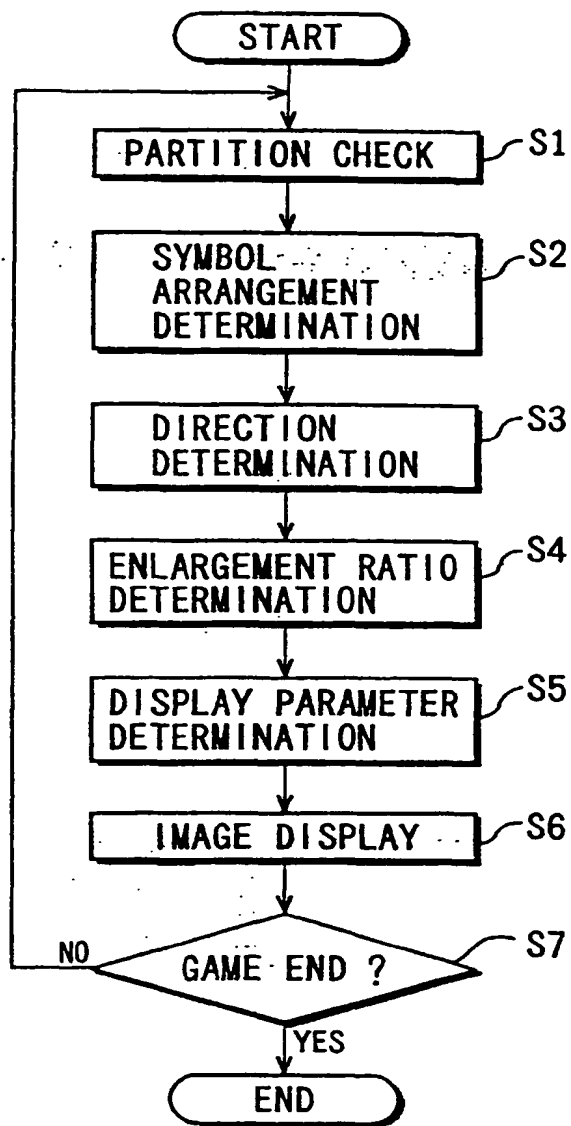 START
PARTITION CHECK
S1
SYMBOL
ARRANGEMENT
DETERMINATION
S2
DIRECTION
DETERMINATION
S3
ENLARGEMENT RATIO
DETERMINATION
S4
DISPLAY PARAMETER
DETERMINATION
S5
IMAGE DISPLAY
S6
GAME END ?
S7
NO
YES
END